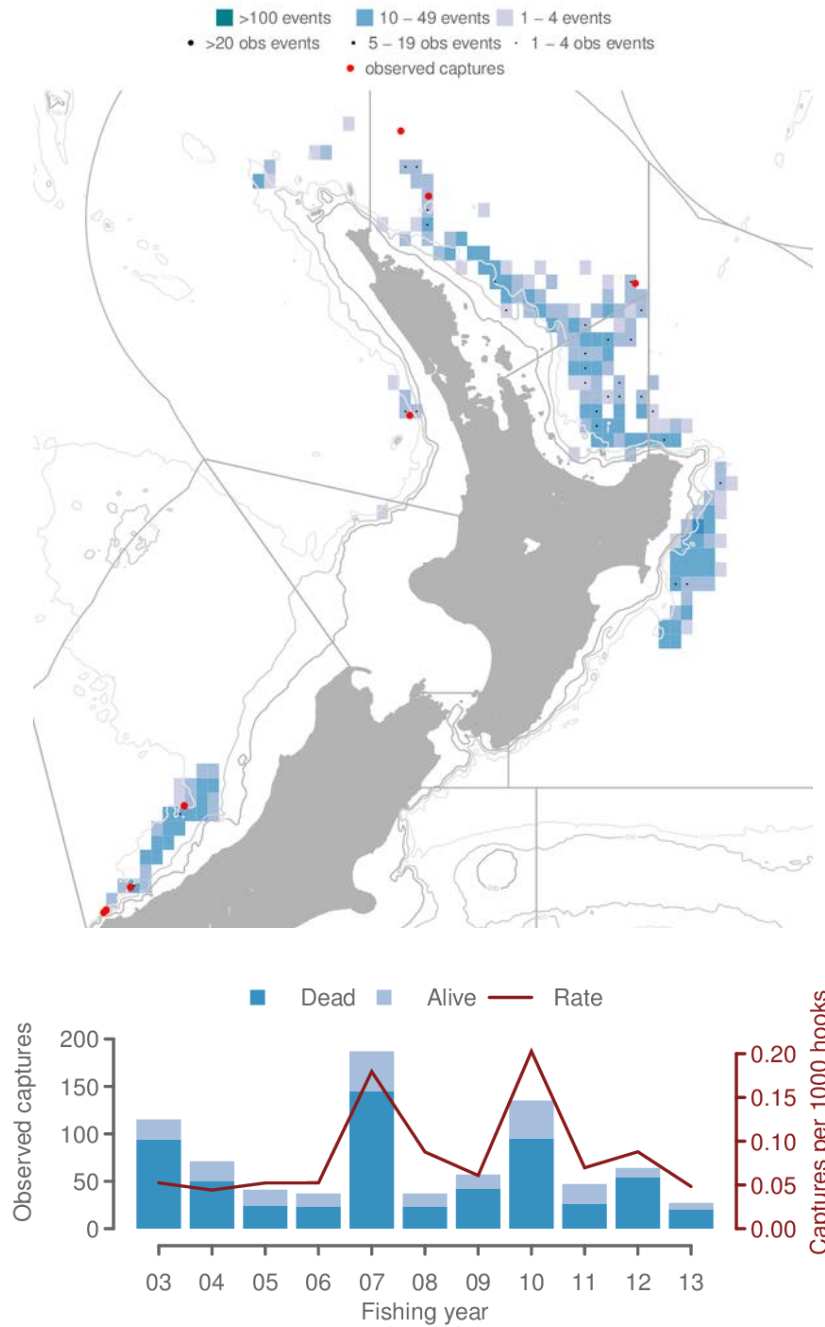 >100 events 10 – 49 events 1 – 4 events
>20 obs events 5 – 19 obs events 1 – 4 obs events
observed captures
Dead Alive Rate
Observed captures
200
150
100
50
0
0.20
0.15
0.10
0.05
0.00
Captures per 1000 hooks
03 04 05 06 07 08 09 10 11 12 13
Fishing year